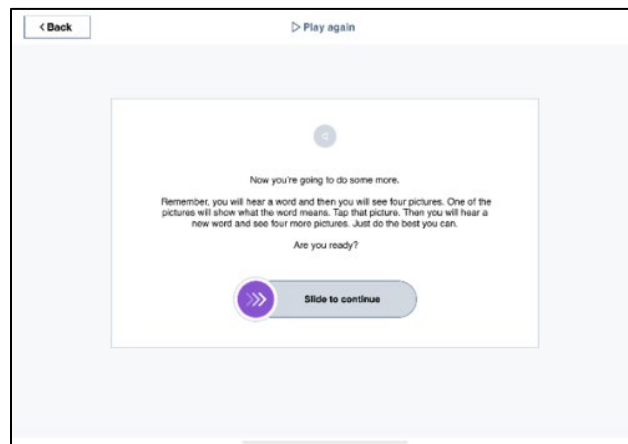 Back
Play again
Now you're going to do some more.
Remember, you will hear a word and then you will see four pictures. One of the
pictures will show what the word means. Tap that picture. Then you will hear a
new word and see four more pictures. Just do the best you can.
Are you ready?
Slide to continue